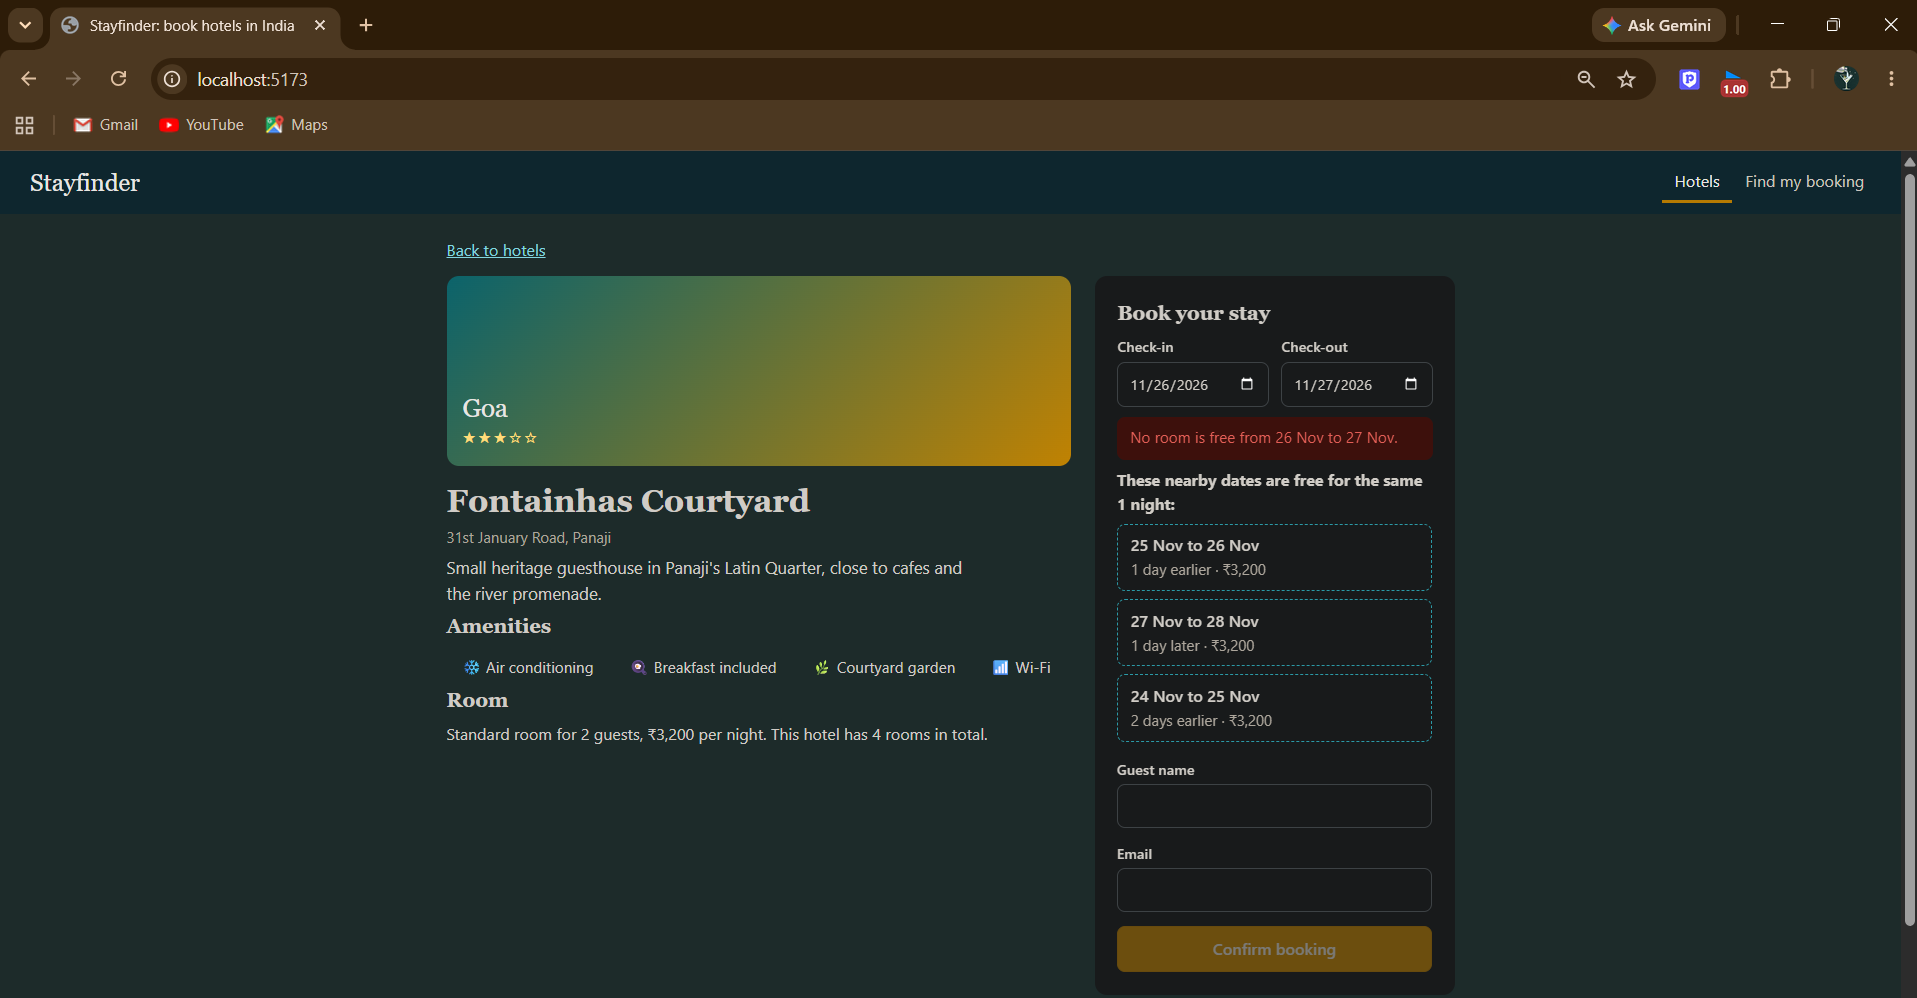 Stayfinder: book hotels in India
Ask Gemini
localhost:5173
1.00
Gmail
YouTube
Maps
Stayfinder
Hotels
Find my booking
Back to hotels
Goa
★★★☆☆
Fontainhas Courtyard
31st January Road, Panaji
Small heritage guesthouse in Panaji's Latin Quarter, close to cafes and
the river promenade.
Amenities
Air conditioning
Breakfast included
Courtyard garden
Wi-Fi
Room
Standard room for 2 guests, ₹3,200 per night. This hotel has 4 rooms in total.
Book your stay
Check-in
Check-out
11/26/2026
11/27/2026
No room is free from 26 Nov to 27 Nov.
These nearby dates are free for the same
1 night:
25 Nov to 26 Nov
1 day earlier · ₹3,200
27 Nov to 28 Nov
1 day later · ₹3,200
24 Nov to 25 Nov
2 days earlier · ₹3,200
Guest name
Email
Confirm booking